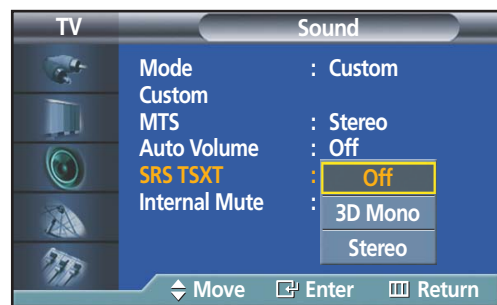 TV Sound
Mode : Custom
Custom
MTS : Stereo
Auto Volume : Off
SRS TSXT : Off
Internal Mute : 3D Mono
Stereo
Move Enter Return